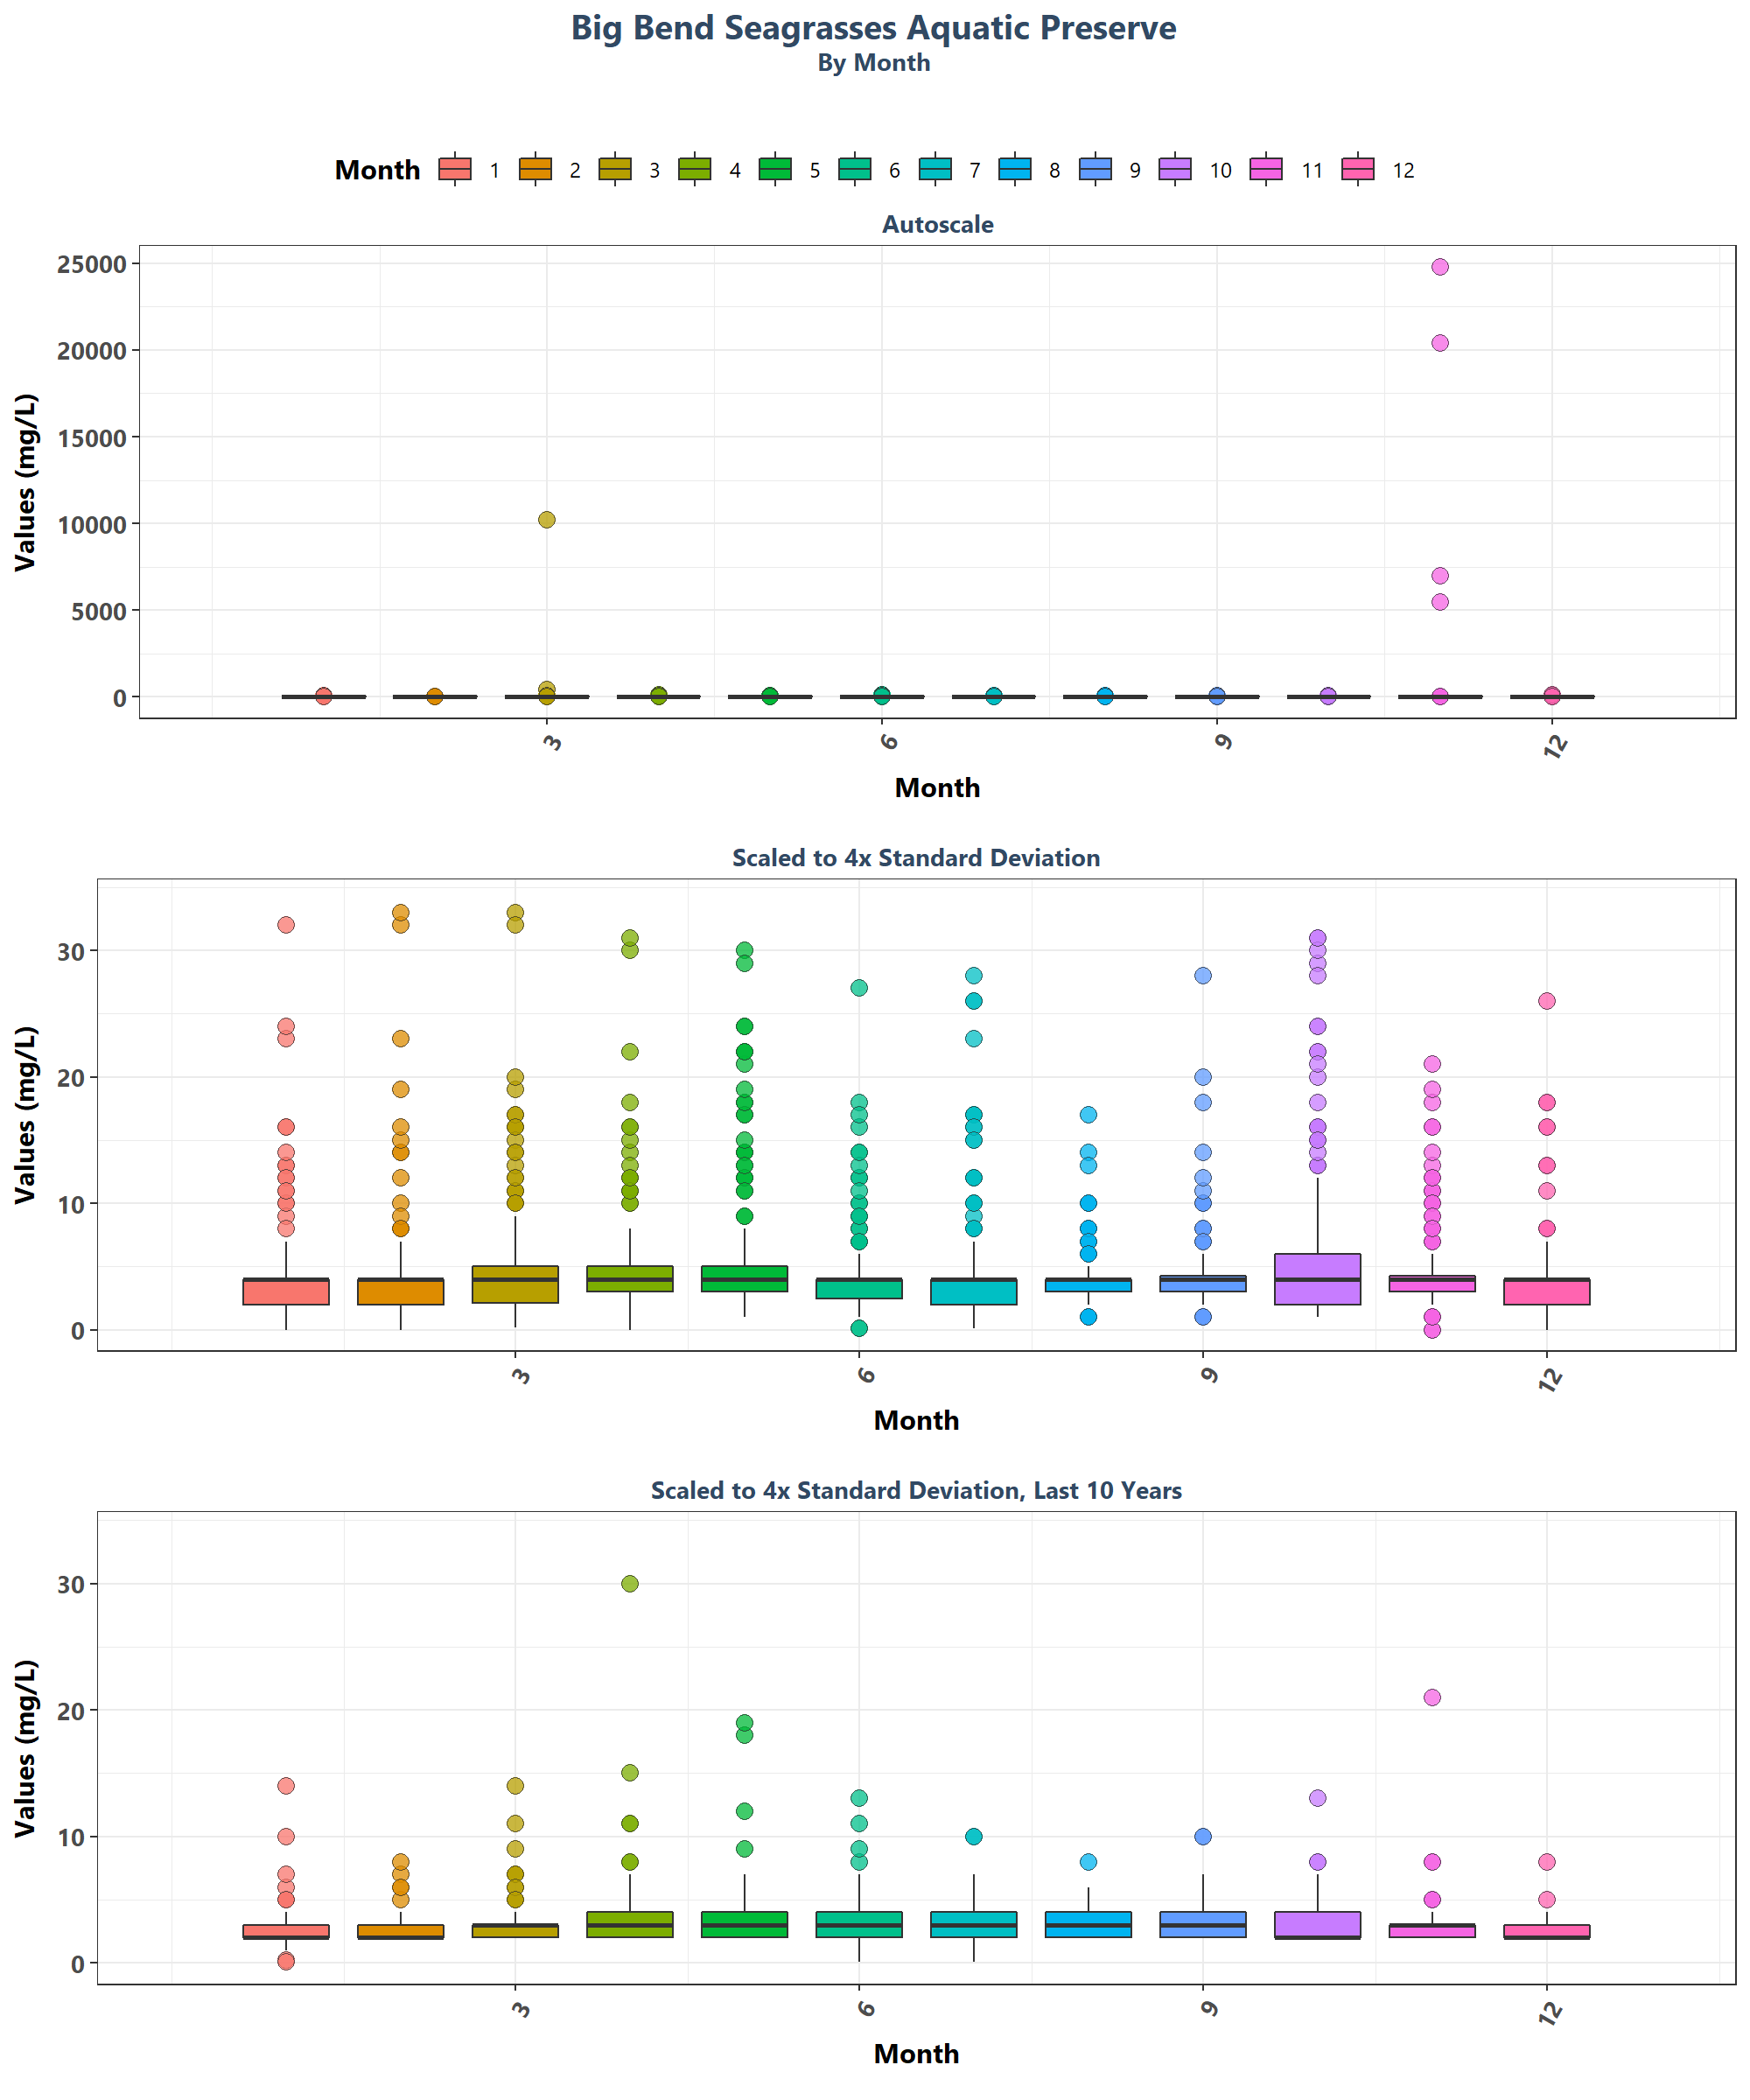 Big Bend Seagrasses Aquatic Preserve
By Month
Month 1 2 3 4 5 6 7 8 9 10 11 12
Autoscale
Values (mg/L)
25000
20000
15000
10000
5000
0
3 6 9 12
Month
Scaled to 4x Standard Deviation
Values (mg/L)
30
20
10
0
3 6 9 12
Month
Scaled to 4x Standard Deviation, Last 10 Years
Values (mg/L)
30
20
10
0
3 6 9 12
Month